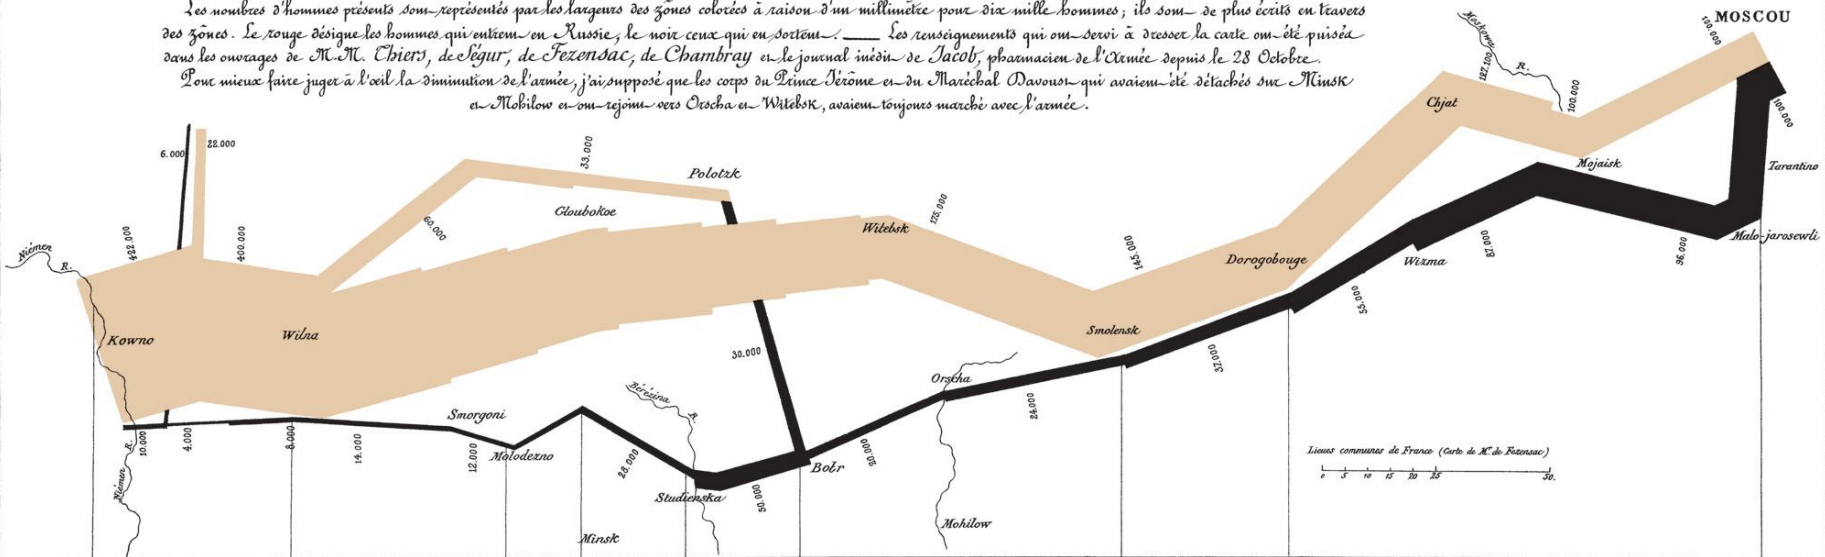 Les nombres d'hommes présents sont représentés par les largeurs des zônes colorées à raison d'un millimètre pour dix mille hommes; ils sont de plus écrits en travers
des zônes. Le rouge désigne les hommes qui entrent en Russie, le noir ceux qui en sortent. — Les renseignements qui ont servi à dresser la carte ont été puisés
dans les ouvrages de M.M. Thiers, de Ségur, de Fezensac, de Chambray et le journal inédit de Jacob, pharmacien de l'Armée depuis le 28 Octobre.
Pour mieux faire juger à l'œil la diminution de l'armée, j'ai supposé que les corps du Prince Jérôme et du Maréchal Davoust qui avaient été détachés sur Minsk
et Mohilow et ont rejoint vers Orscha et Witebsk, avaient toujours marché avec l'armée.
MOSCOU
100.000
Moskowa R.
127.100
100.000
Chjat
100.000
Mojaisk
Tarantino
Malo-jarosewli
6.000
22.000
33.000
Polotzk
Gloubokoe
60.000
175.000
Witebsk
Niémen R.
422.000
400.000
145.000
Dorogobouge
Wizma
87.000
96.000
55.000
Kowno
Wilna
Smolensk
30.000
37.000
Orscha
Bérézina R.
24.000
Smorgoni
10.000
4.000
8.000
14.000
12.000
Molodezno
28.000
20.000
Bobr
Studienska
50.000
Niémen R.
Mohilow
Minsk
Lieues communes de France (Carte de M. de Fezensac)
0 5 10 15 20 25 50.